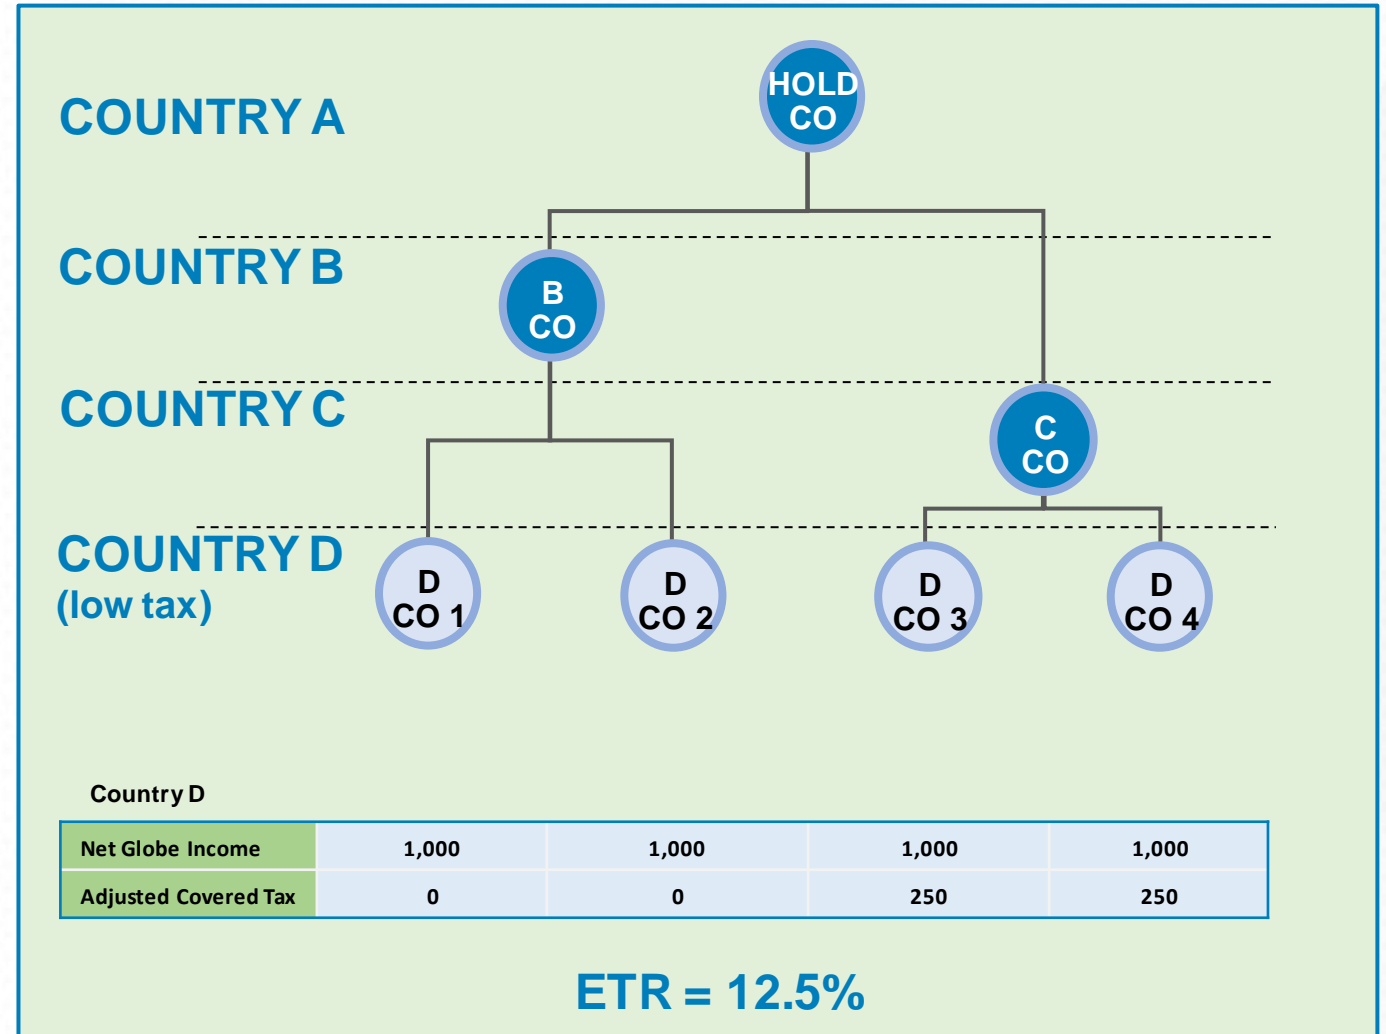 HOLD
CO
COUNTRY A
COUNTRY B
B
CO
COUNTRY C
C
CO
COUNTRY D
(low tax)
D
CO 1
D
CO 2
D
CO 3
D
CO 4
Country D
Net Globe Income 1,000 1,000 1,000 1,000
Adjusted Covered Tax 0 0 250 250
ETR = 12.5%